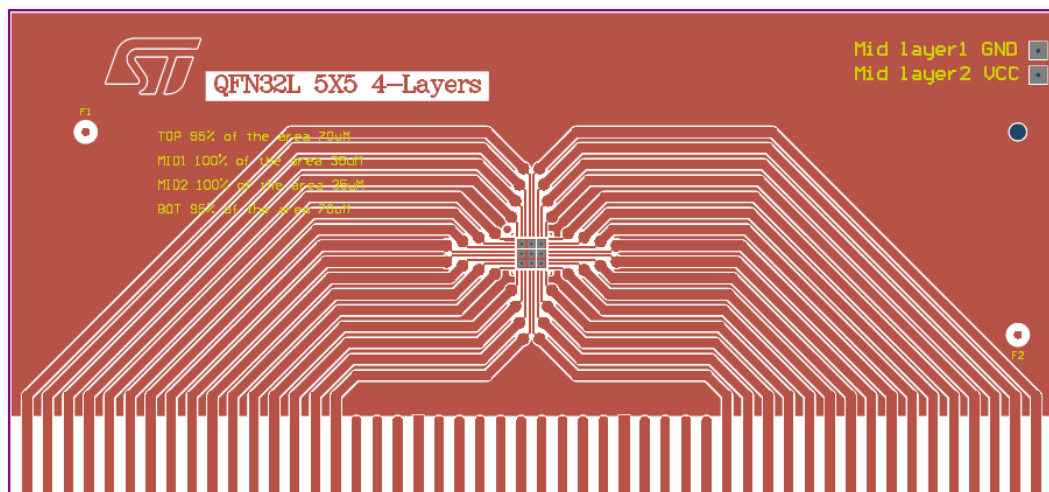 ST
QFN32L 5X5 4-Layers
Mid layer1 GND
Mid layer2 VCC
F1
TOP 95% of the area 70uM
MID1 100% of the area 35uM
MID2 100% of the area 35uM
BOT 95% of the area 70uM
F2